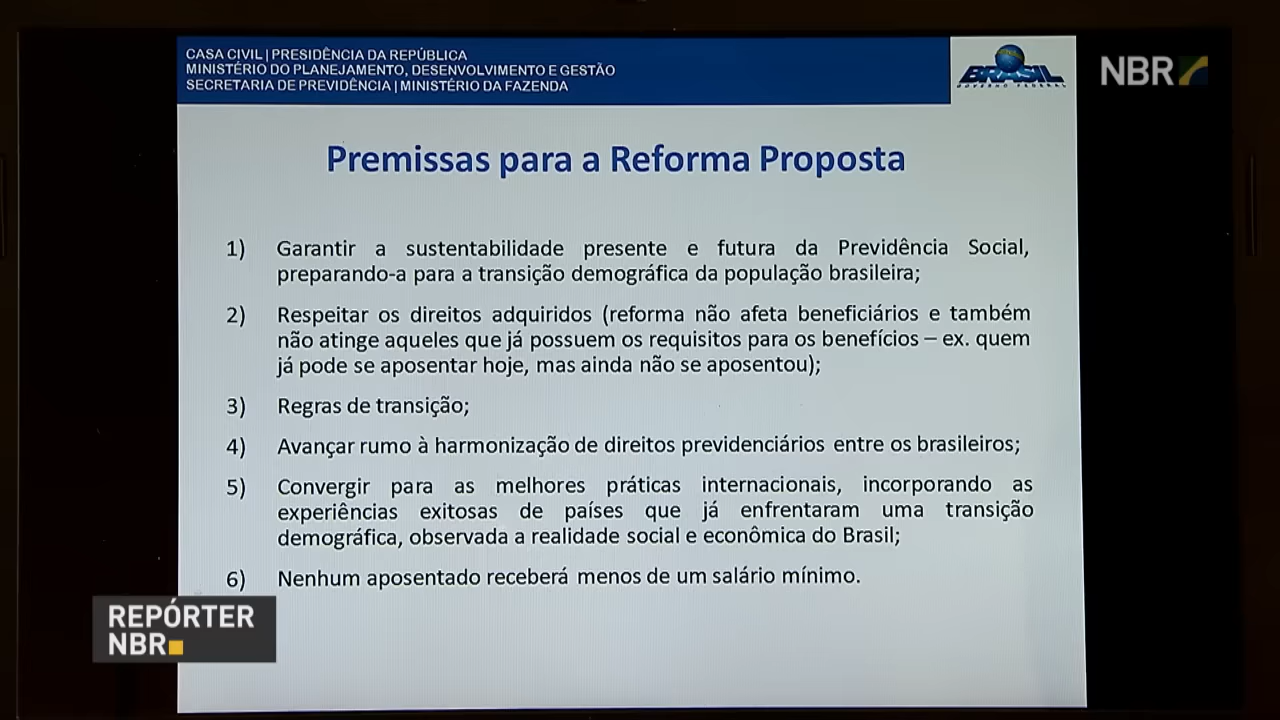 CASA CIVIL | PRESIDÊNCIA DA REPÚBLICA
MINISTÉRIO DO PLANEJAMENTO, DESENVOLVIMENTO E GESTÃO
SECRETARIA DE PREVIDÊNCIA | MINISTÉRIO DA FAZENDA
BRASIL
GOVERNO FEDERAL
NBR
Premissas para a Reforma Proposta
1) Garantir a sustentabilidade presente e futura da Previdência Social,
preparando-a para a transição demográfica da população brasileira;
2) Respeitar os direitos adquiridos (reforma não afeta beneficiários e também
não atinge aqueles que já possuem os requisitos para os benefícios – ex. quem
já pode se aposentar hoje, mas ainda não se aposentou);
3) Regras de transição;
4) Avançar rumo à harmonização de direitos previdenciários entre os brasileiros;
5) Convergir para as melhores práticas internacionais, incorporando as
experiências exitosas de países que já enfrentaram uma transição
demográfica, observada a realidade social e econômica do Brasil;
6) Nenhum aposentado receberá menos de um salário mínimo.
REPÓRTER
NBR